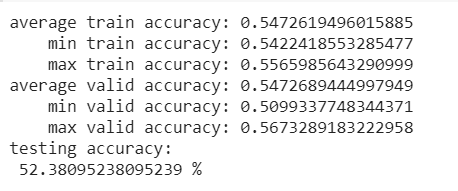 average train accuracy: 0.5472619496015885
min train accuracy: 0.5422418553285477
max train accuracy: 0.5565985643290999
average valid accuracy: 0.5472689444997949
min valid accuracy: 0.5099337748344371
max valid accuracy: 0.5673289183222958
testing accuracy:
52.38095238095239 %